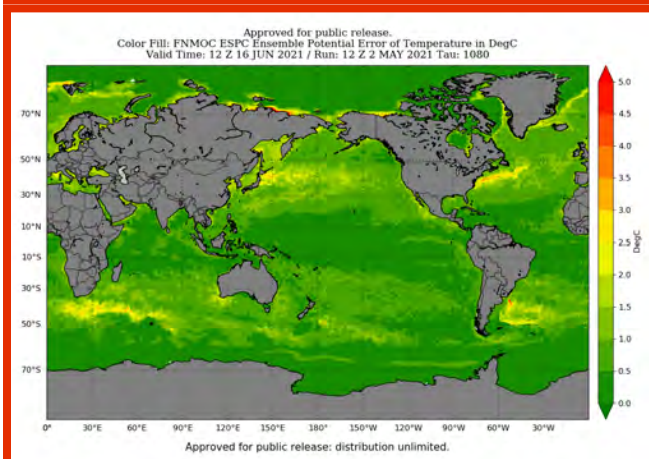 Approved for public release.
Color Fill: FNMOC ESPC Ensemble Potential Error of Temperature in DegC
Valid Time: 12 Z 16 JUN 2021 / Run: 12 Z 2 MAY 2021 Tau: 1080
70°N
50°N
30°N
10°N
10°S
30°S
50°S
70°S
0°
30°E
60°E
90°E
120°E
150°E
180°
150°W
120°W
90°W
60°W
30°W
5.0
4.5
4.0
3.5
3.0
2.5
2.0
1.5
1.0
0.5
0.0
DegC
Approved for public release: distribution unlimited.